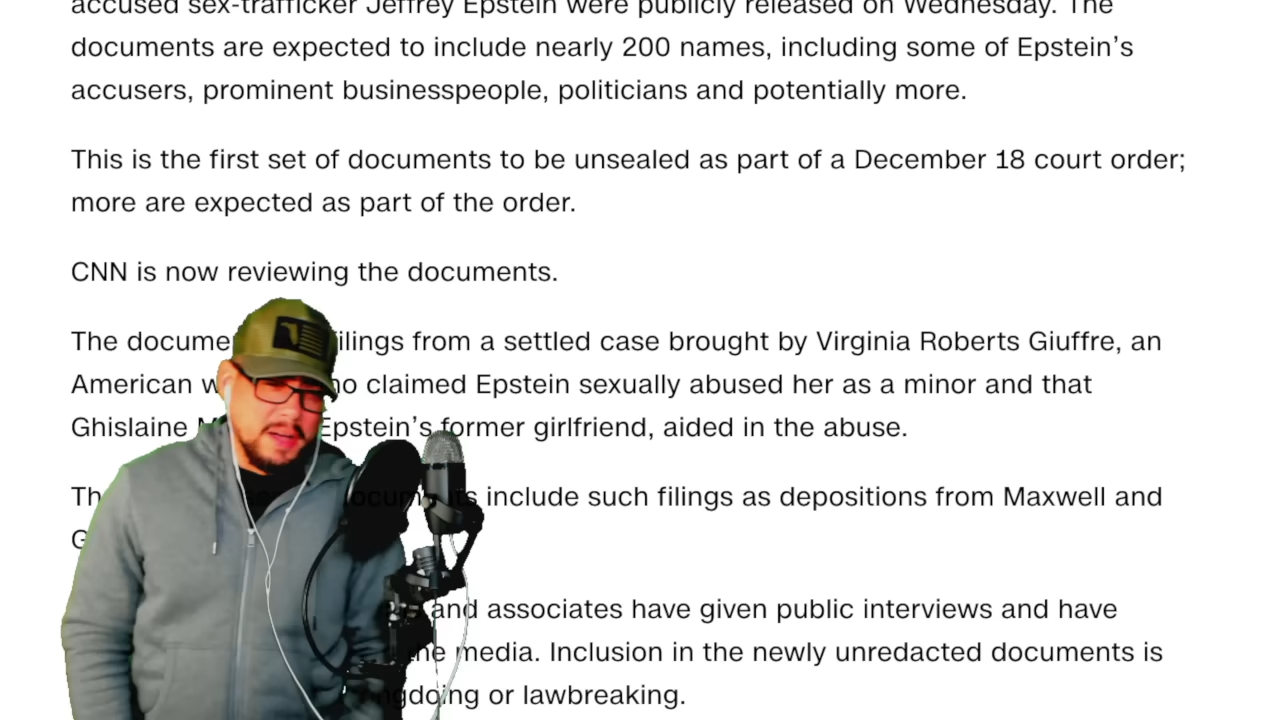 accused sex-trafficker Jeffrey Epstein were publicly released on Wednesday. The
documents are expected to include nearly 200 names, including some of Epstein’s
accusers, prominent businesspeople, politicians and potentially more.
This is the first set of documents to be unsealed as part of a December 18 court order;
more are expected as part of the order.
CNN is now reviewing the documents.
The docume ilings from a settled case brought by Virginia Roberts Giuffre, an
American w o claimed Epstein sexually abused her as a minor and that
Ghislaine Epstein’s former girlfriend, aided in the abuse.
Th documents include such filings as depositions from Maxwell and
G
and associates have given public interviews and have
he media. Inclusion in the newly unredacted documents is
ngdoing or lawbreaking.